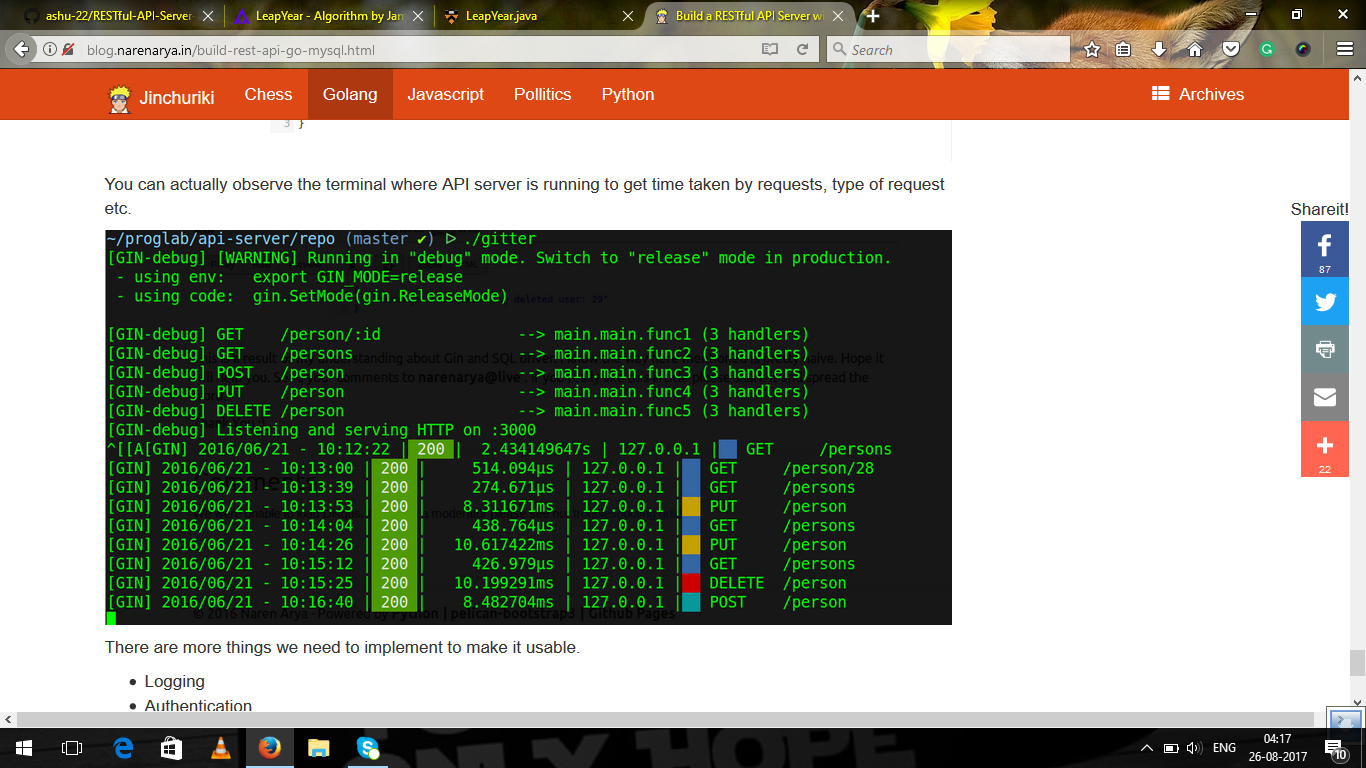 ashu-22/RESTful-API-Server
LeapYear - Algorithm by Jan
LeapYear.java
Build a RESTful API Server w
blog.narenarya.in/build-rest-api-go-mysql.html
Search
Jinchuriki
Chess
Golang
Javascript
Pollitics
Python
Archives
3 }
You can actually observe the terminal where API server is running to get time taken by requests, type of request
etc.
Shareit!
87
22
~/proglab/api-server/repo (master ✔) ᐅ ./gitter
[GIN-debug] [WARNING] Running in "debug" mode. Switch to "release" mode in production.
- using env: export GIN_MODE=release
- using code: gin.SetMode(gin.ReleaseMode)
deleted user: 29"
[GIN-debug] GET /person/:id --> main.main.func1 (3 handlers)
[GIN-debug] GET /persons --> main.main.func2 (3 handlers)
[GIN-debug] POST /person --> main.main.func3 (3 handlers)
[GIN-debug] PUT /person --> main.main.func4 (3 handlers)
[GIN-debug] DELETE /person --> main.main.func5 (3 handlers)
[GIN-debug] Listening and serving HTTP on :3000
^[[A[GIN] 2016/06/21 - 10:12:22 | 200 | 2.434149647s | 127.0.0.1 | GET /persons
[GIN] 2016/06/21 - 10:13:00 | 200 | 514.094µs | 127.0.0.1 | GET /person/28
[GIN] 2016/06/21 - 10:13:39 | 200 | 274.671µs | 127.0.0.1 | GET /persons
[GIN] 2016/06/21 - 10:13:53 | 200 | 8.311671ms | 127.0.0.1 | PUT /person
[GIN] 2016/06/21 - 10:14:04 | 200 | 438.764µs | 127.0.0.1 | GET /persons
[GIN] 2016/06/21 - 10:14:26 | 200 | 10.617422ms | 127.0.0.1 | PUT /person
[GIN] 2016/06/21 - 10:15:12 | 200 | 426.979µs | 127.0.0.1 | GET /persons
[GIN] 2016/06/21 - 10:15:25 | 200 | 10.199291ms | 127.0.0.1 | DELETE /person
[GIN] 2016/06/21 - 10:16:40 | 200 | 8.482704ms | 127.0.0.1 | POST /person
© 2016 Naren Arya - Powered by Python | pelican-bootstrap3 | Github Pages
There are more things we need to implement to make it usable.
Logging
Authentication
ONLY HOPE
ENG
04:17
26-08-2017
10